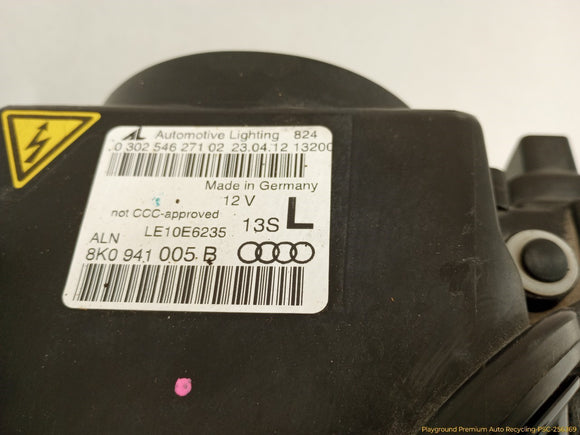 AL Automotive Lighting 824
.0 302 546 271 02 23.04.12 13200
Made in Germany
12 V
not CCC-approved
LE10E6235 13S L
ALN
8K0 941 005 B
Playground Premium Auto Recycling-PSC-256069